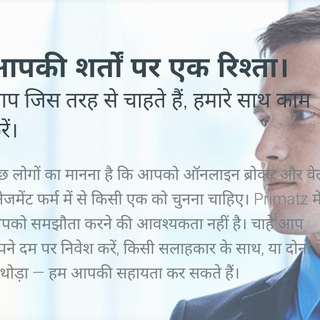 आपकी शर्तों पर एक रिश्ता।
आप जिस तरह से चाहते हैं, हमारे साथ काम
करें।
कुछ लोगों का मानना है कि आपको ऑनलाइन ब्रोकर और
मैनेजमेंट फर्म में से किसी एक को चुनना चाहिए। Primatz में
आपको समझौता करने की आवश्यकता नहीं है। चाहे आप
अपने दम पर निवेश करें, किसी सलाहकार के साथ, या दोनों
थोड़ा — हम आपकी सहायता कर सकते हैं।